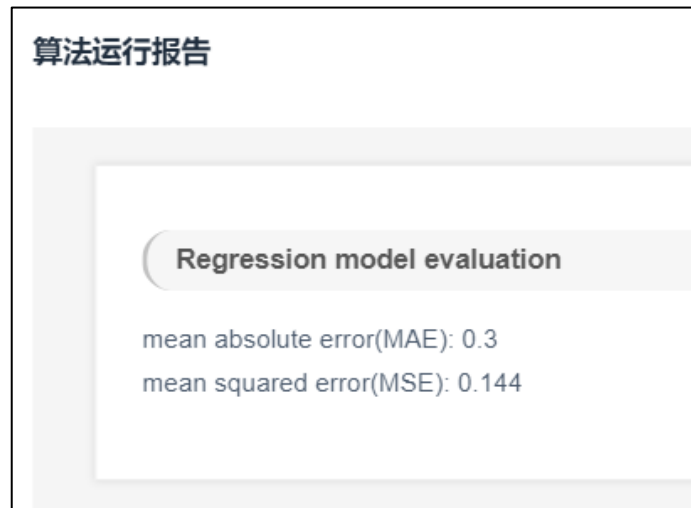 算法运行报告
Regression model evaluation
mean absolute error(MAE): 0.3
mean squared error(MSE): 0.144